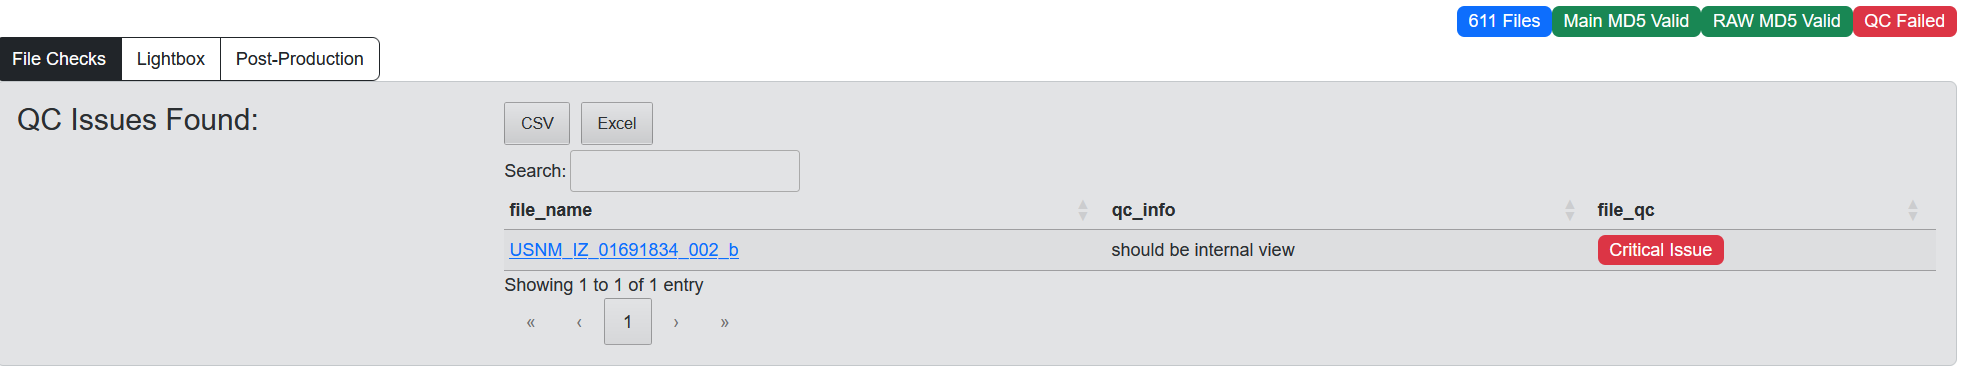 611 Files Main MD5 Valid RAW MD5 Valid QC Failed
File Checks Lightbox Post-Production
QC Issues Found:
CSV Excel
Search:
file_name qc_info file_qc
USNM_IZ_01691834_002_b should be internal view Critical Issue
Showing 1 to 1 of 1 entry
« ‹ 1 › »